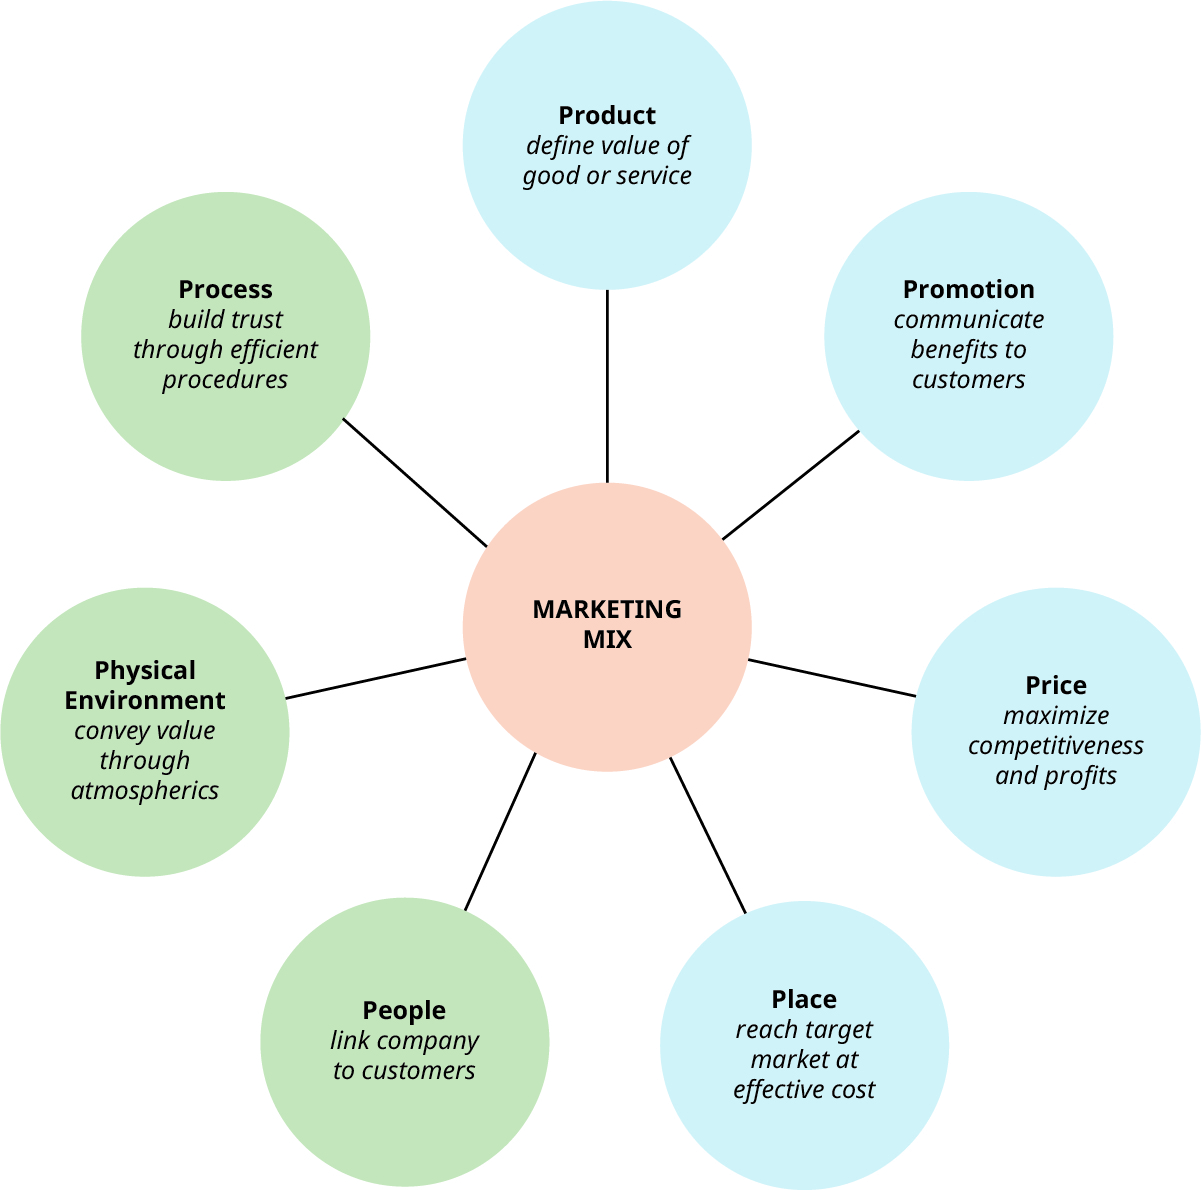 Product
define value of
good or service
Promotion
communicate
benefits to
customers
Process
build trust
through efficient
procedures
MARKETING
MIX
Physical
Environment
convey value
through
atmospherics
Price
maximize
competitiveness
and profits
People
link company
to customers
Place
reach target
market at
effective cost